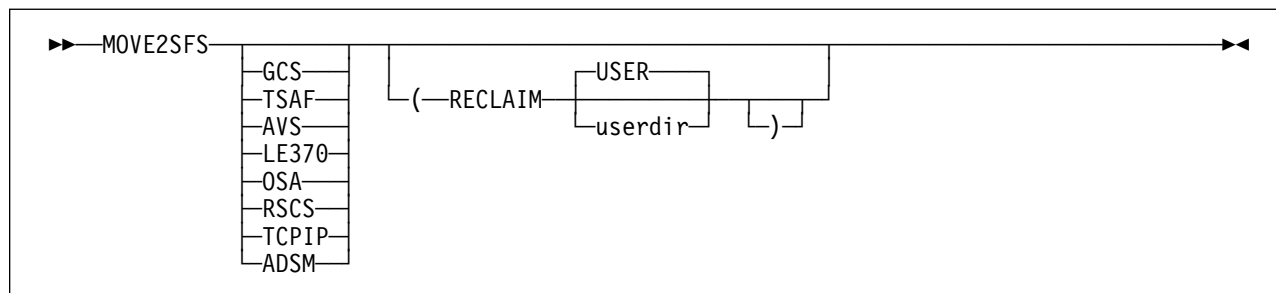 MOVE2SFS
GCS USER
TSAF ( RECLAIM
AVS userdir )
LE370
OSA
RSCS
TCPIP
ADSM